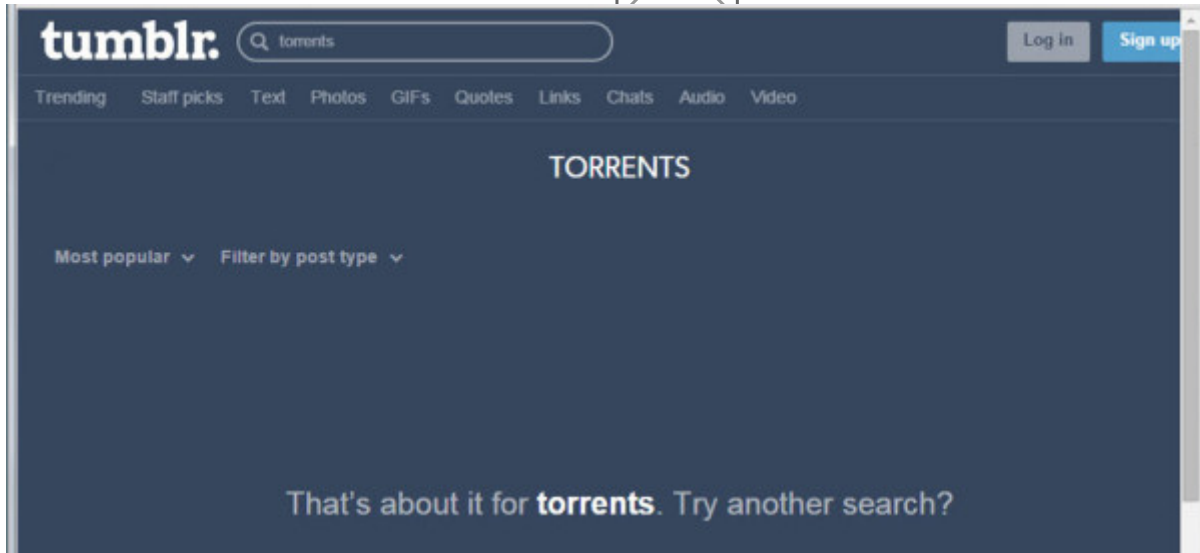 tumblr. torrents Log in Sign up
Trending Staff picks Text Photos GIFs Quotes Links Chats Audio Video
TORRENTS
Most popular Filter by post type
That's about it for torrents. Try another search?